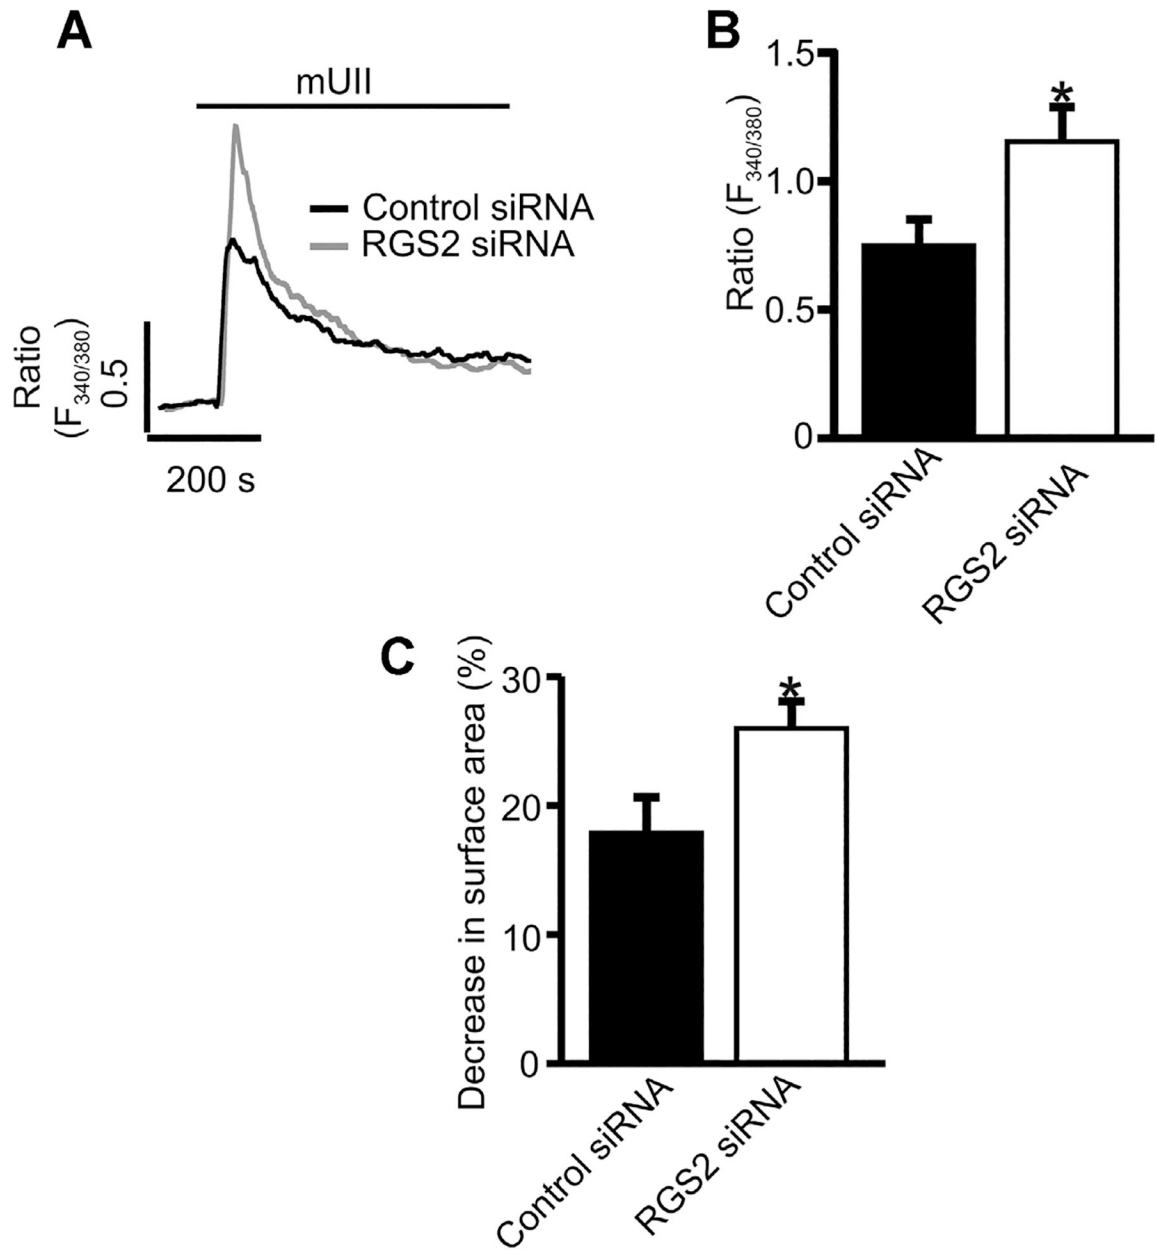 A
mUII
Control siRNA
RGS2 siRNA
Ratio
(F340/380)
0.5
200 s
B
Ratio (F340/380)
1.5
1.0
0.5
0
*
Control siRNA
RGS2 siRNA
C
Decrease in surface area (%)
30
20
10
0
*
Control siRNA
RGS2 siRNA